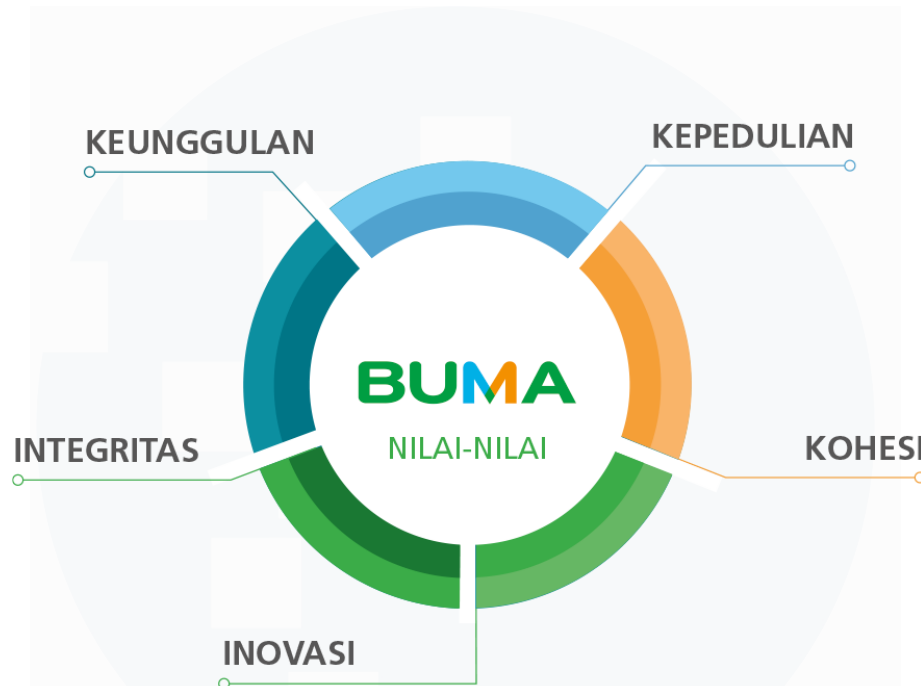 KEUNGGULAN
KEPEDULIAN
BUMA
NILAI-NILAI
INTEGRITAS
KOHESI
INOVASI